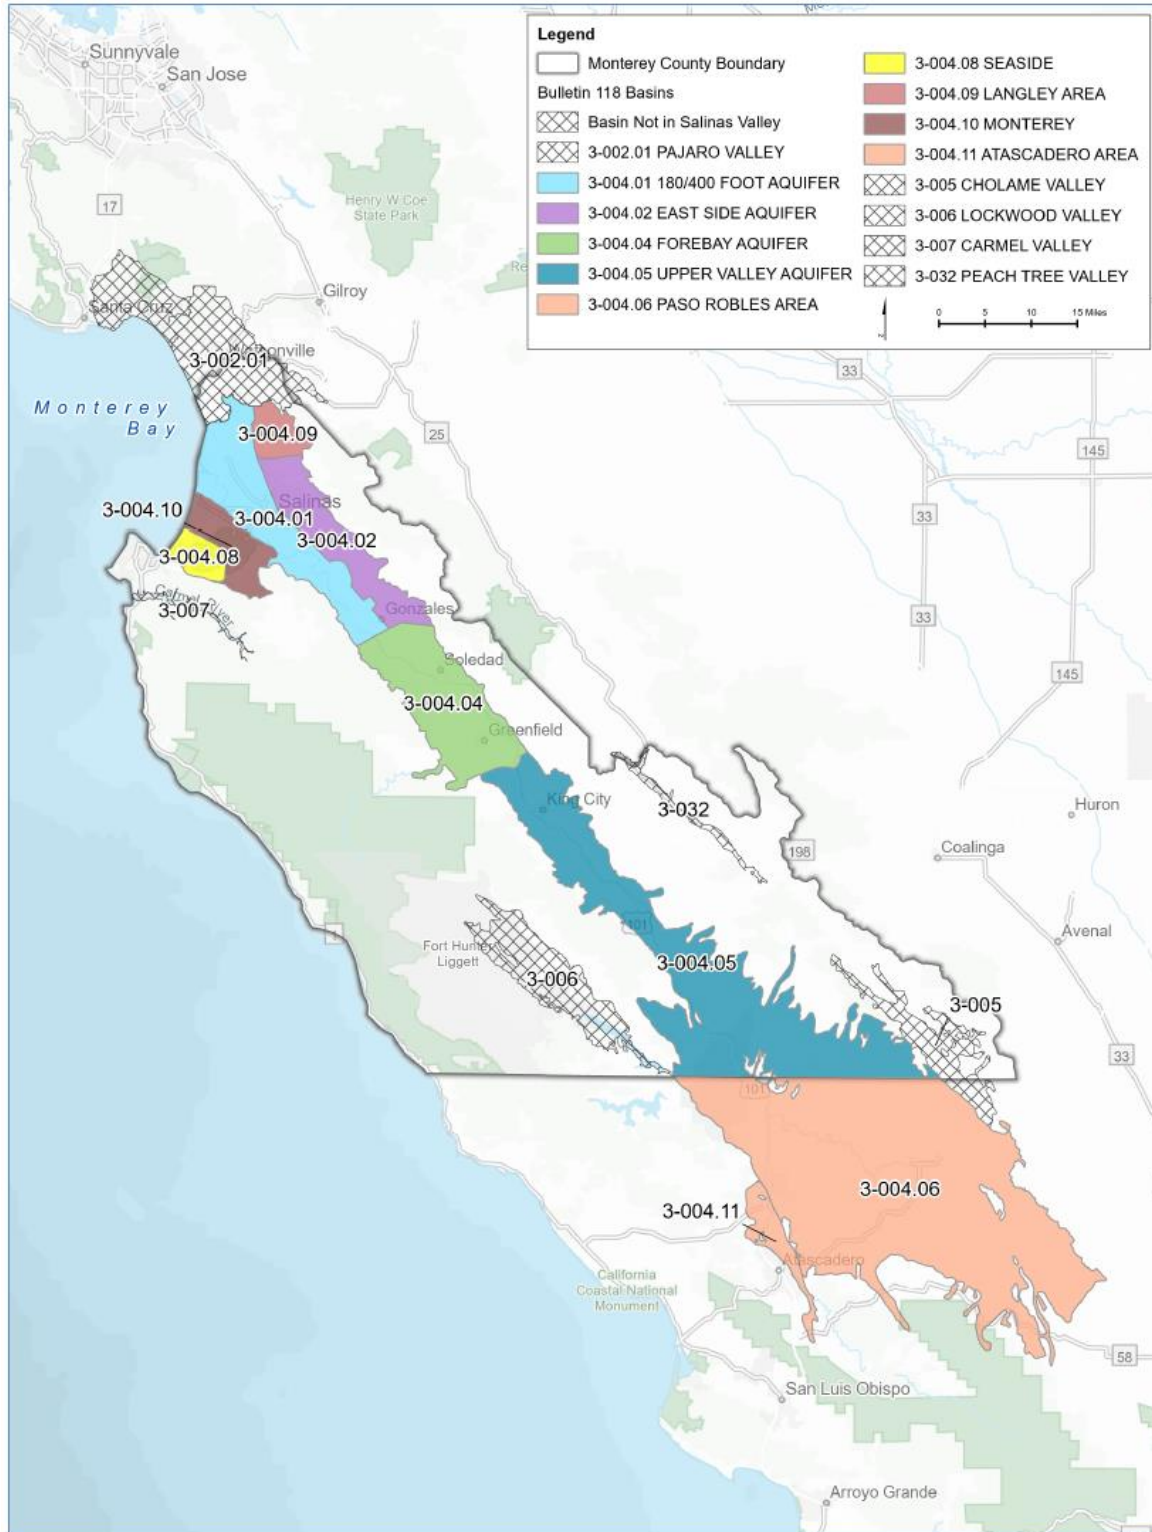 Legend
Monterey County Boundary
Bulletin 118 Basins
Basin Not in Salinas Valley
3-002.01 PAJARO VALLEY
3-004.01 180/400 FOOT AQUIFER
3-004.02 EAST SIDE AQUIFER
3-004.04 FOREBAY AQUIFER
3-004.05 UPPER VALLEY AQUIFER
3-004.06 PASO ROBLES AREA
3-004.08 SEASIDE
3-004.09 LANGLEY AREA
3-004.10 MONTEREY
3-004.11 ATASCADERO AREA
3-005 CHOLAME VALLEY
3-006 LOCKWOOD VALLEY
3-007 CARMEL VALLEY
3-032 PEACH TREE VALLEY
0 5 10 15 Miles
Sunnyvale
San Jose
17
Henry W Coe
State Park
Gilroy
Santa Cruz
3-002.01
33
Monterey
Bay
3-004.09
25
145
Salinas
3-004.10
3-004.01
33
3-004.02
3-004.08
Carmel River
3-007
Gonzales
33
Soledad
145
3-004.04
Greenfield
King City
3-032
Huron
198
Coalinga
101
Avenal
1
Fort Hunter
Liggett
3-006
3-004.05
3-005
33
101
3-004.06
3-004.11
Atascadero
California
Coastal National
Monument
58
San Luis Obispo
Arroyo Grande